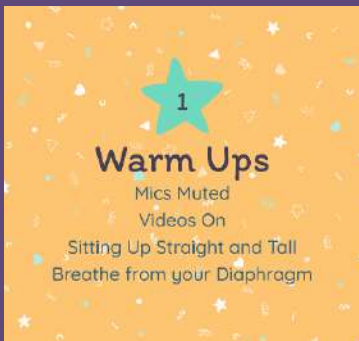 1
Warm Ups
Mics Muted
Videos On
Sitting Up Straight and Tall
Breathe from your Diaphragm